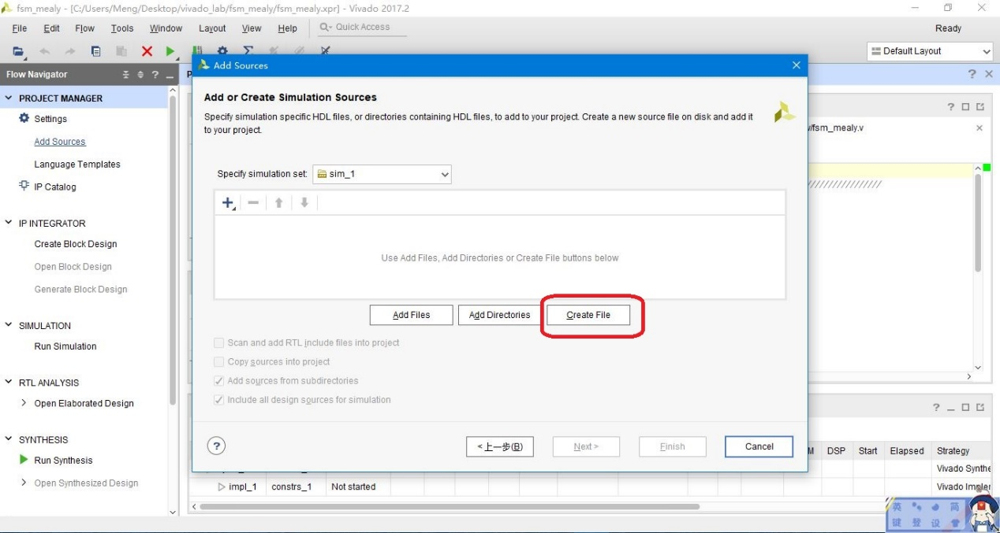 fsm_mealy - [C:/Users/Meng/Desktop/vivado_lab/fsm_mealy/fsm_mealy.xpr] - Vivado 2017.2
File Edit Flow Tools Window Layout View Help Quick Access
Ready
Default Layout
Flow Navigator
PROJECT MANAGER
Settings
Add Sources
Language Templates
IP Catalog
IP INTEGRATOR
Create Block Design
Open Block Design
Generate Block Design
SIMULATION
Run Simulation
RTL ANALYSIS
Open Elaborated Design
SYNTHESIS
Run Synthesis
Open Synthesized Design
Add Sources
Add or Create Simulation Sources
Specify simulation specific HDL files, or directories containing HDL files, to add to your project. Create a new source file on disk and add it
to your project.
Specify simulation set: sim_1
Use Add Files, Add Directories or Create File buttons below
Add Files Add Directories Create File
Scan and add RTL include files into project
Copy sources into project
Add sources from subdirectories
Include all design sources for simulation
<上一步(B) Next > Finish Cancel
/fsm_mealy.v
DSP Start Elapsed Strategy
Vivado Synthe
impl_1 constrs_1 Not started Vivado Impler
英 简
键 登 设